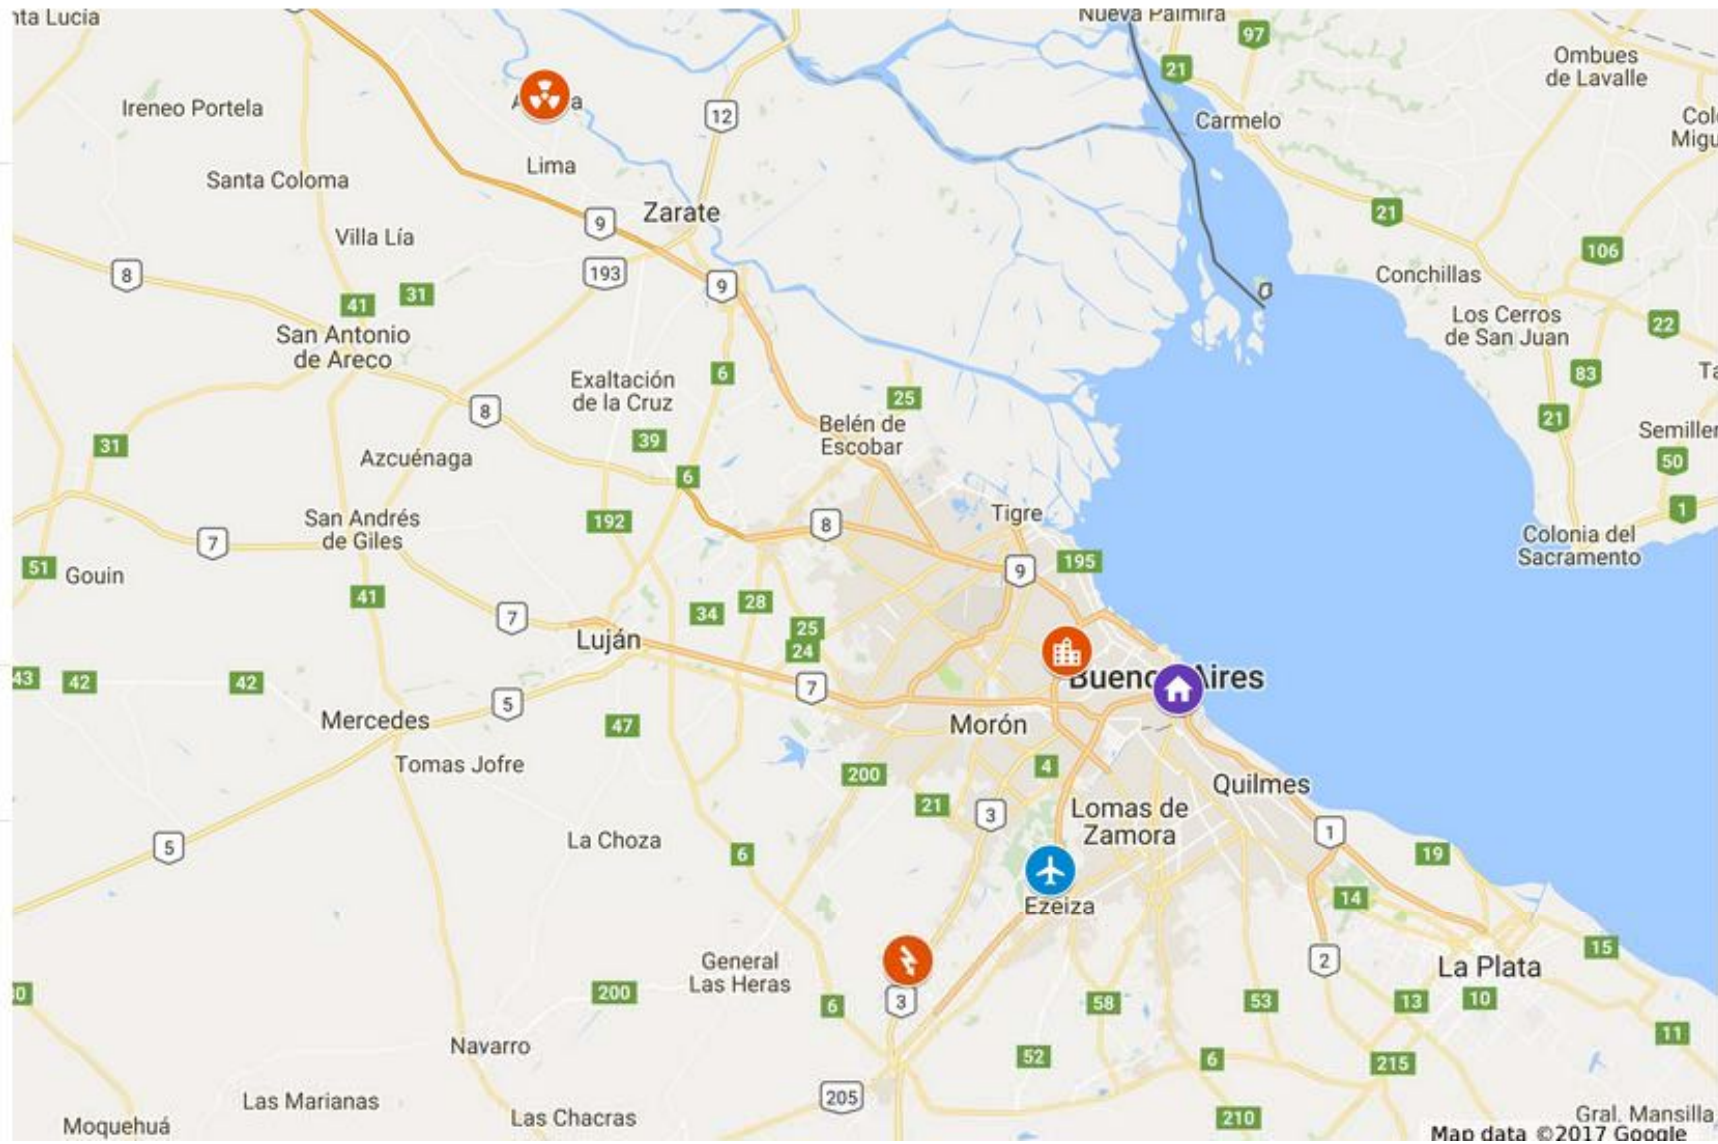 Nueva Palmira
97
21
Ombues
de Lavalle
Ireneo Portela
12
Carmelo
Lima
Santa Coloma
Zarate
21
9
Villa Lía
106
8
193
Conchillas
9
41
31
Los Cerros
de San Juan
22
San Antonio
de Areco
6
83
Exaltación
de la Cruz
25
8
21
Belén de
Escobar
31
39
Azcuénaga
50
6
1
Tigre
San Andrés
de Giles
192
8
7
Colonia del
Sacramento
51
Gouin
9
195
41
28
34
7
25
Luján
24
43
42
42
7
5
Mercedes
47
Morón
Tomas Jofre
200
4
Quilmes
21
3
Lomas de
Zamora
1
La Choza
5
6
19
14
Ezeiza
15
General
Las Heras
2
La Plata
200
6
3
58
53
13
10
11
Navarro
52
6
215
205
Las Marianas
Las Chacras
210
Moquehuá
Gral. Mansilla
Map data ©2017 Google